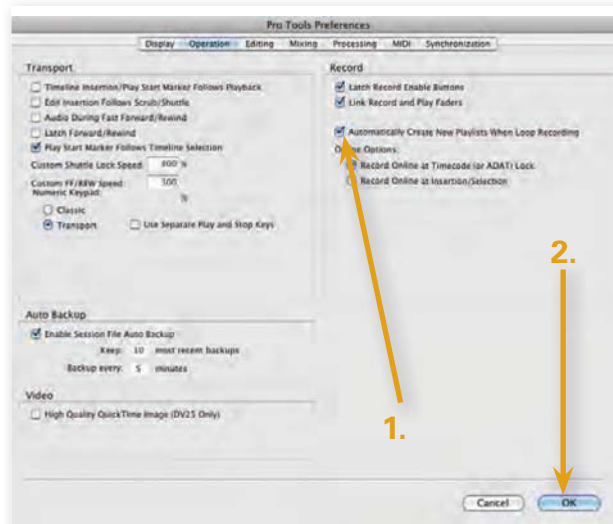 Pro Tools Preferences
Display Operation Editing Mixing Processing MIDI Synchronization
Transport
Timeline Insertion/Play Start Marker Follows Playback
Edit Insertion Follows Scrub/Shuttle
Audio During Fast Forward/Rewind
Latch Forward/Rewind
Play Start Marker Follows Timeline Selection
Custom Shuttle Lock Speed: 800 %
Custom FF/REW Speed: 300 %
Numeric Keypad:
Classic
Transport
Use Separate Play and Stop Keys
Record
Latch Record Enable Buttons
Link Record and Play Faders
Automatically Create New Playlists When Loop Recording
Options:
Record Online at Timecode (or ADAT) Lock
Record Online at Insertion/Selection
2.
Auto Backup
Enable Session File Auto Backup
Keep: 10 most recent backups
Backup every: 5 minutes
Video
High Quality QuickTime Image (DV25 Only)
1.
Cancel OK